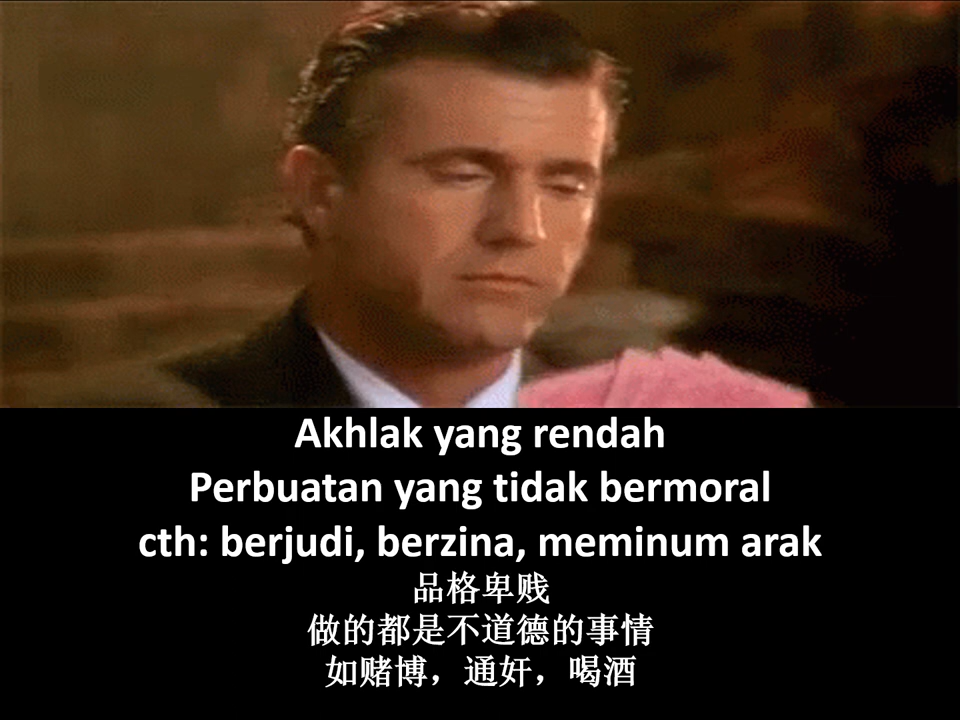 Akhlak yang rendah
Perbuatan yang tidak bermoral
cth: berjudi, berzina, meminum arak
品格卑贱
做的都是不道德的事情
如赌博，通奸，喝酒